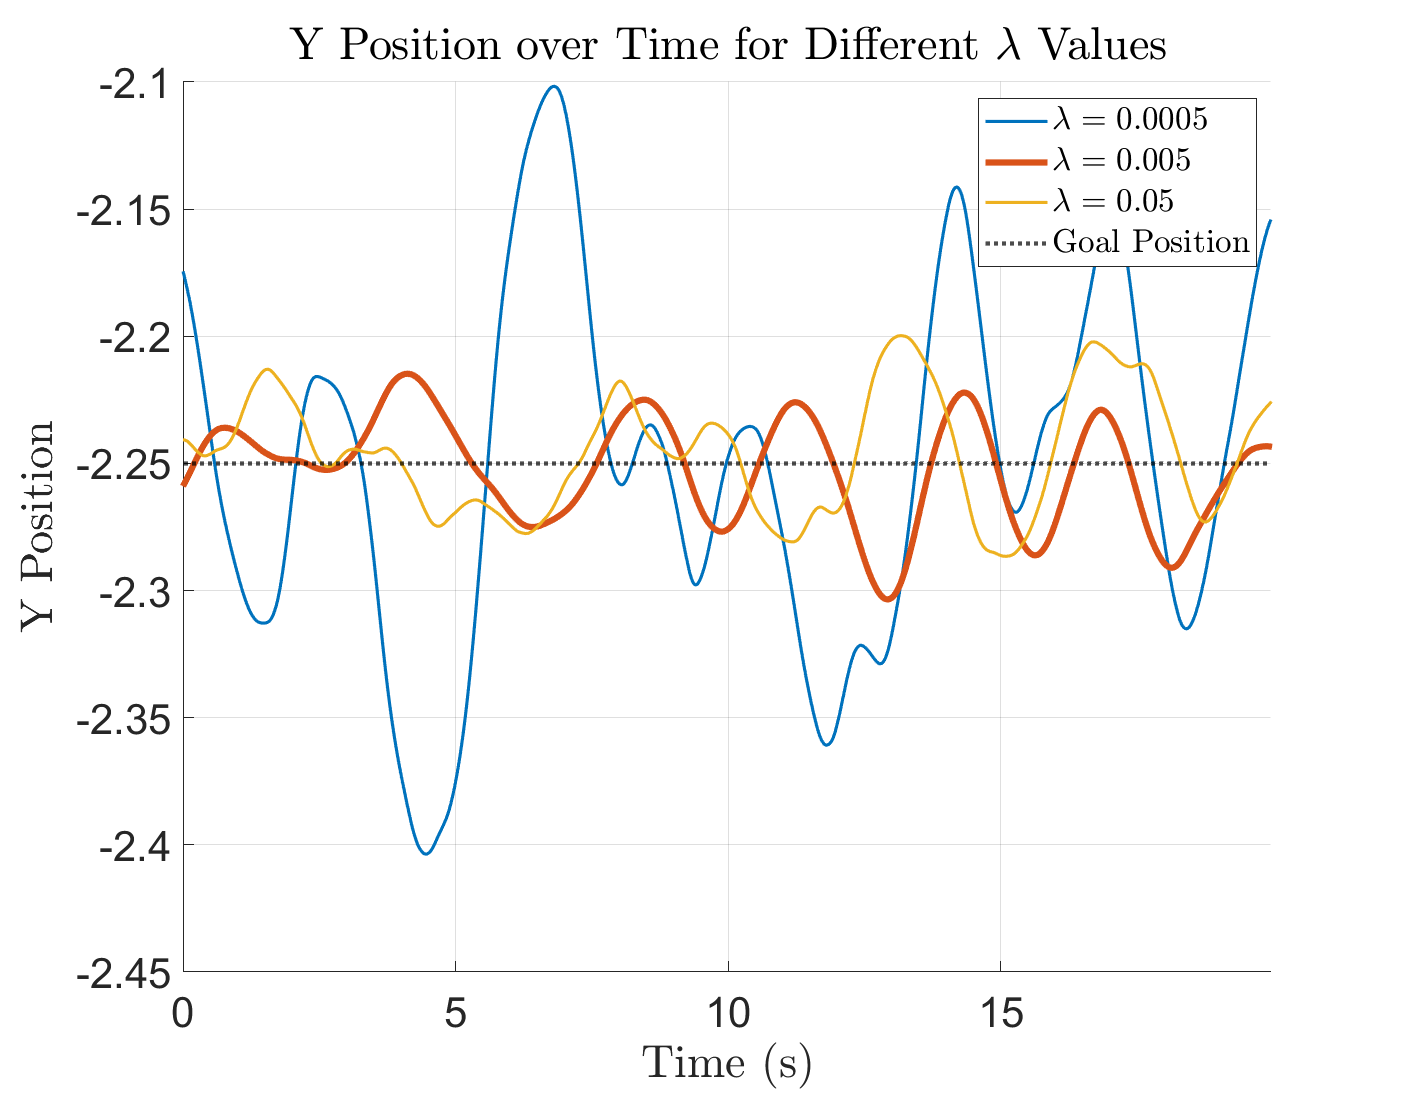 Y Position over Time for Different λ Values
-2.1
-2.15
-2.2
-2.25
-2.3
-2.35
-2.4
-2.45
Y Position
λ = 0.0005
λ = 0.005
λ = 0.05
Goal Position
0
5
10
15
Time (s)